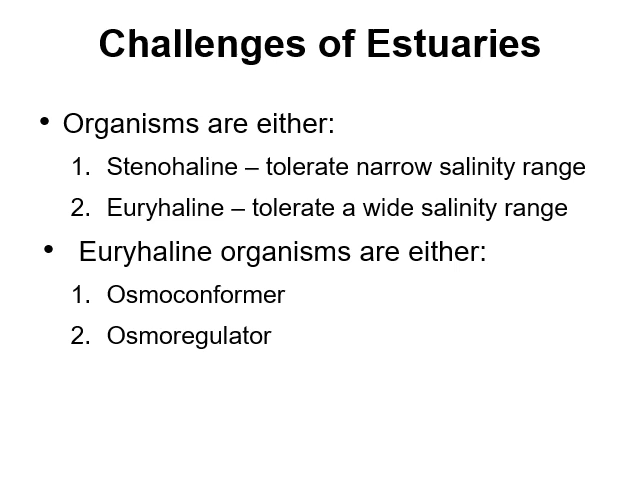 Challenges of Estuaries
• Organisms are either:
1. Stenohaline – tolerate narrow salinity range
2. Euryhaline – tolerate a wide salinity range
• Euryhaline organisms are either:
1. Osmoconformer
2. Osmoregulator